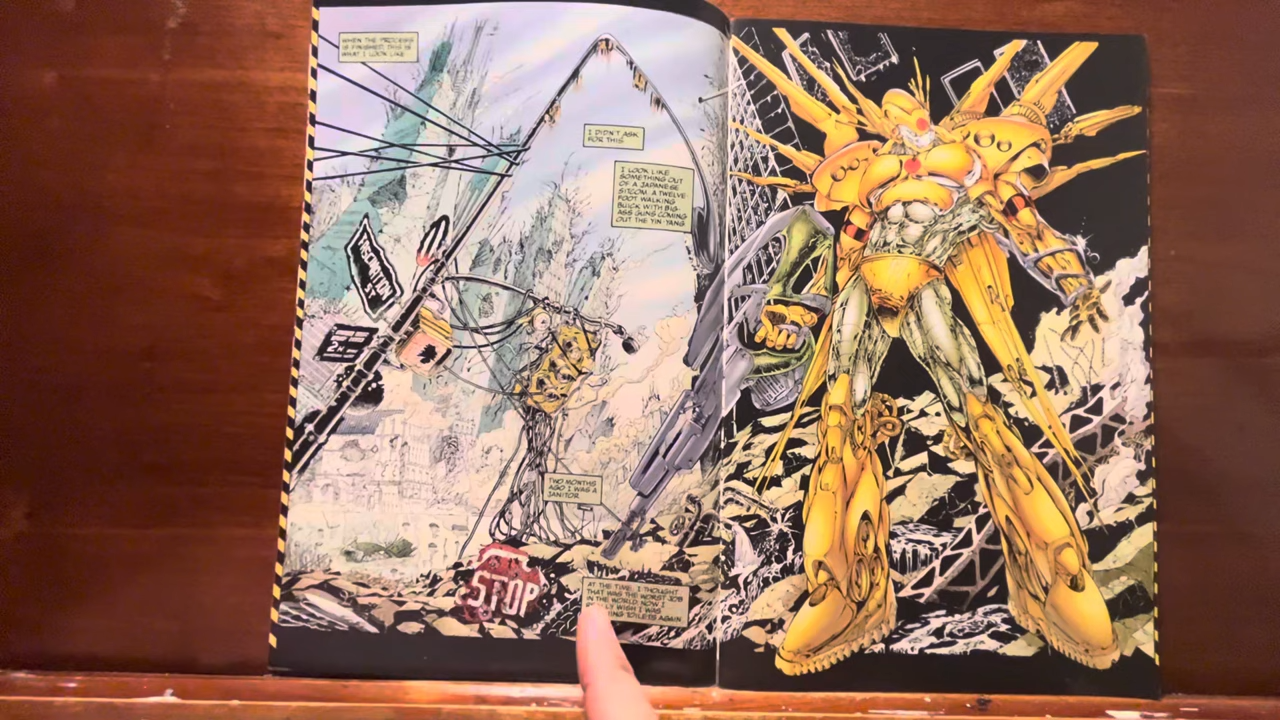 WHEN THE PROCESS
IS FINISHED, THIS IS
WHAT I LOOK LIKE
I DIDN'T ASK
FOR THIS
I LOOK LIKE
SOMETHING OUT
OF A JAPANESE
SITCOM. A TWELVE
FOOT WALKING
BUICK WITH BIG-
ASS GUNS COMING
OUT THE YIN-YANG
TWO MONTHS
AGO I WAS A
JANITOR
STOP
AT THE TIME, I THOUGHT
THAT WAS THE WORST JOB
IN THE WORLD. NOW I
WISH I WAS
TOILETS AGAIN